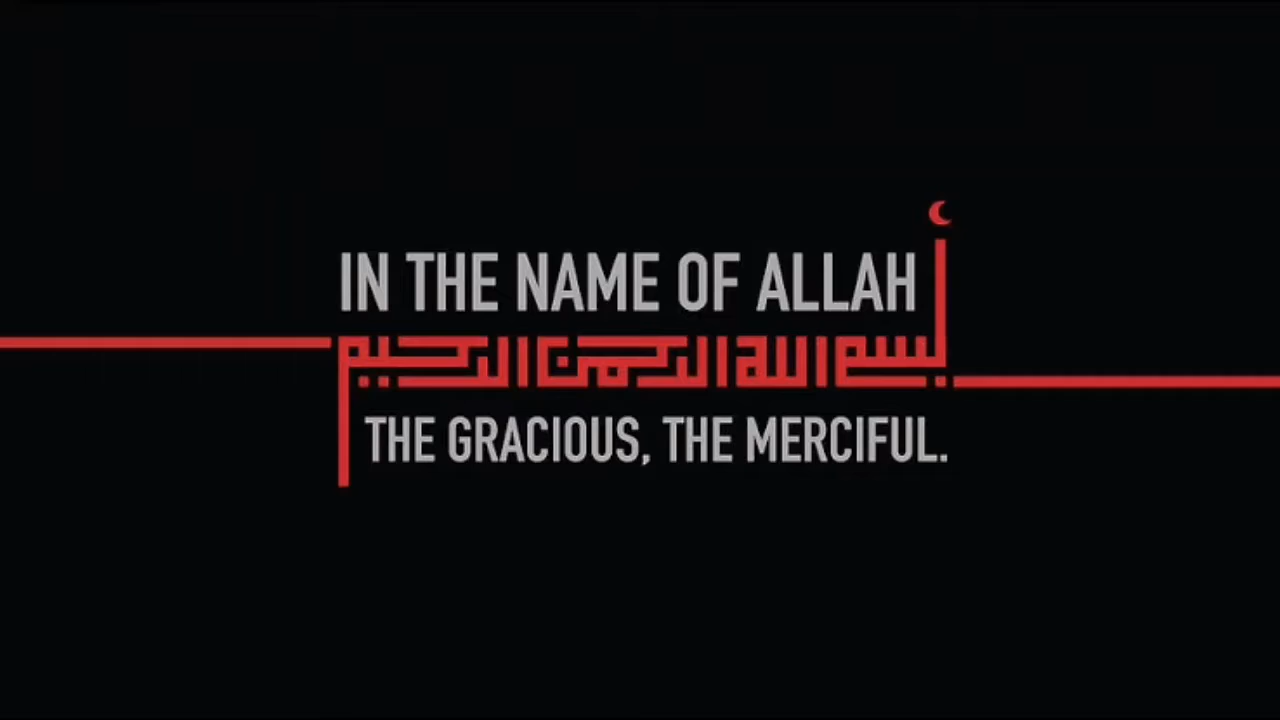 IN THE NAME OF ALLAH
بسم الله الرحمن الرحيم
THE GRACIOUS, THE MERCIFUL.